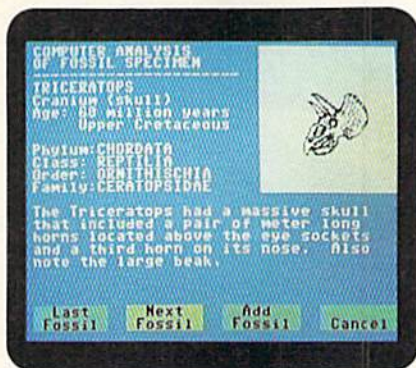 COMPUTER ANALYSIS
OF FOSSIL SPECIMEN
TRICERATOPS
Cranium (skull)
Age: 60 million years
Upper Cretaceous
Phylum:CHORDATA
Class: REPTILIA
Order: ORNITHISCHIA
Family:CERATOPSIDAE
The Triceratops had a massive skull
that included a pair of meter long
horns located above the eye sockets
and a third horn on its nose. Also
note the large beak.
Last Fossil
Next Fossil
Add Fossil
Cancel